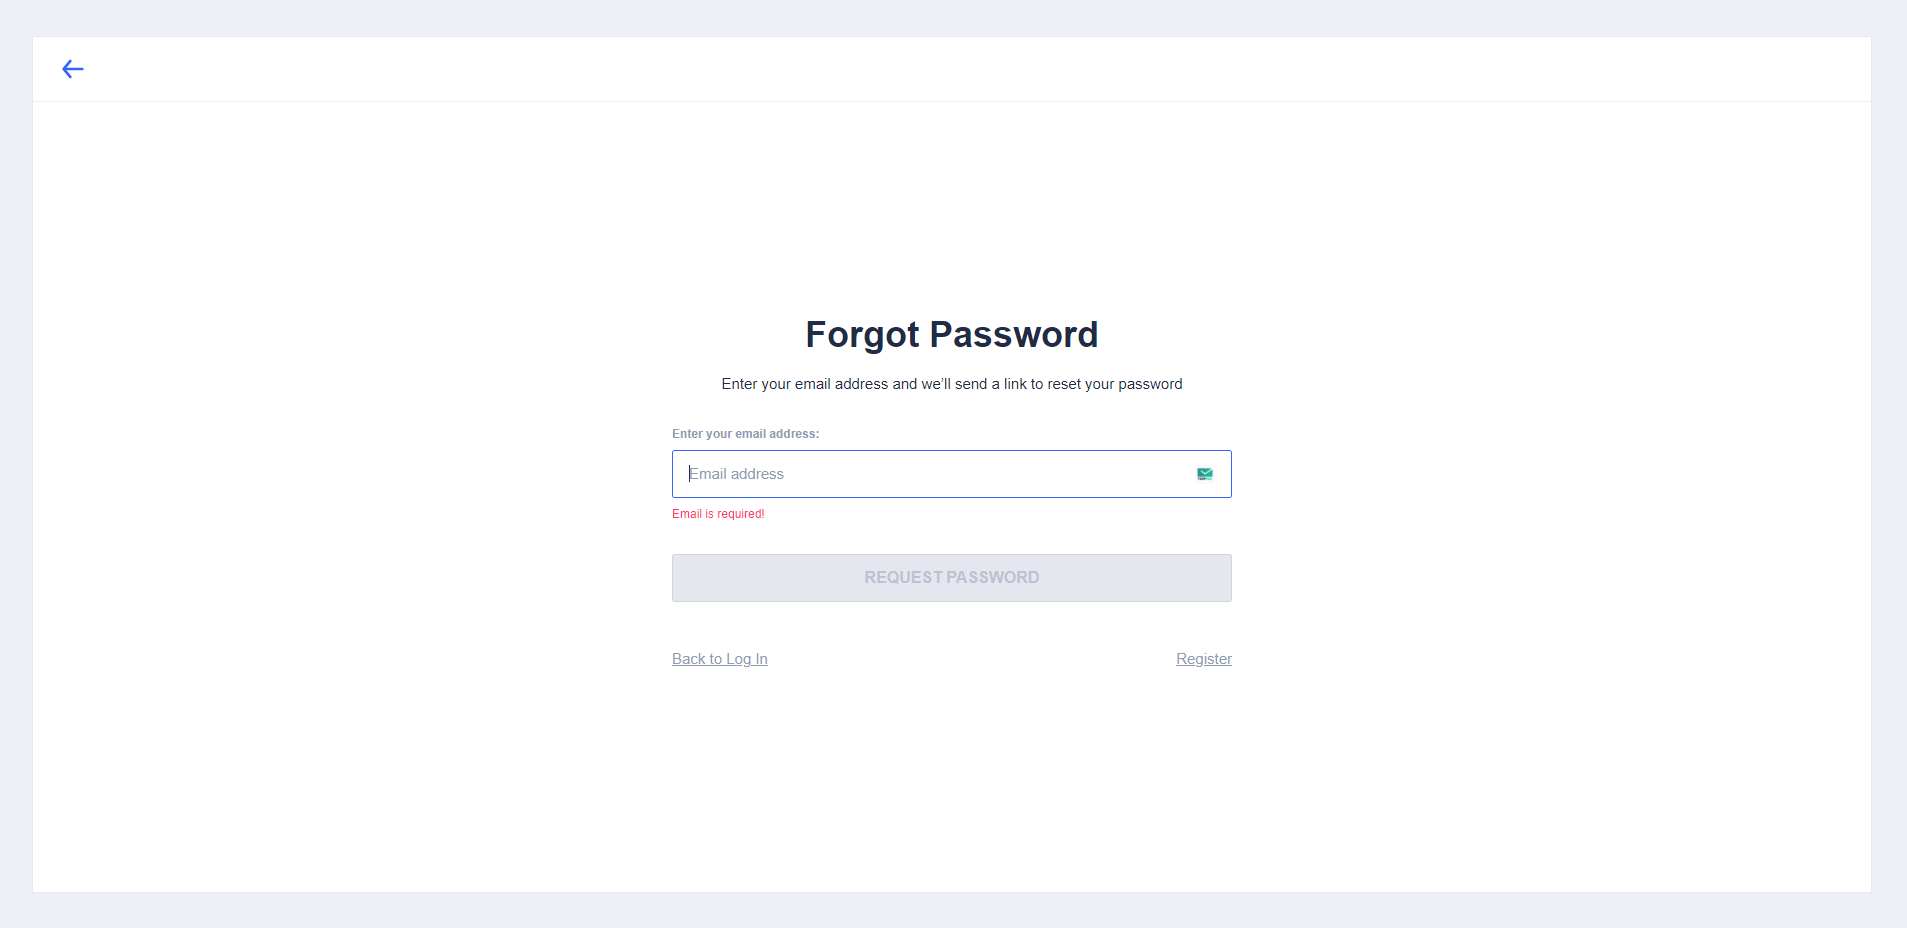 Forgot Password
Enter your email address and we'll send a link to reset your password
Enter your email address:
Email address
Email is required!
REQUEST PASSWORD
Back to Log In
Register